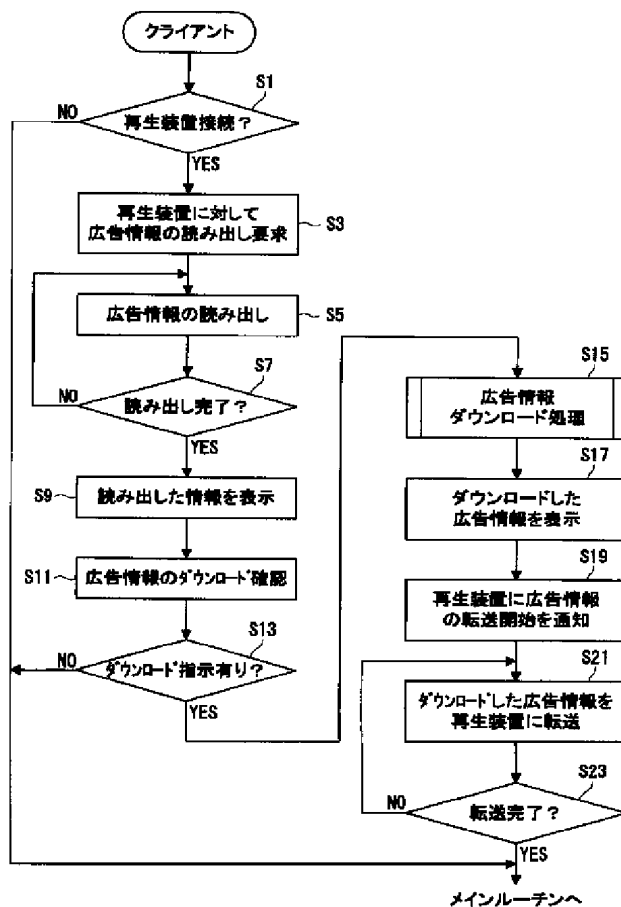 クライアント
S1
NO
再生装置接続？
YES
再生装置に対して
広告情報の読み出し要求
S3
広告情報の読み出し
S5
S7
NO
読み出し完了？
YES
S9
読み出した情報を表示
S11
広告情報のダウンロード確認
S13
NO
ダウンロード指示有り？
YES
S15
広告情報
ダウンロード処理
S17
ダウンロードした
広告情報を表示
S19
再生装置に広告情報
の転送開始を通知
S21
ダウンロードした広告情報を
再生装置に転送
S23
NO
転送完了？
YES
メインルーチンへ